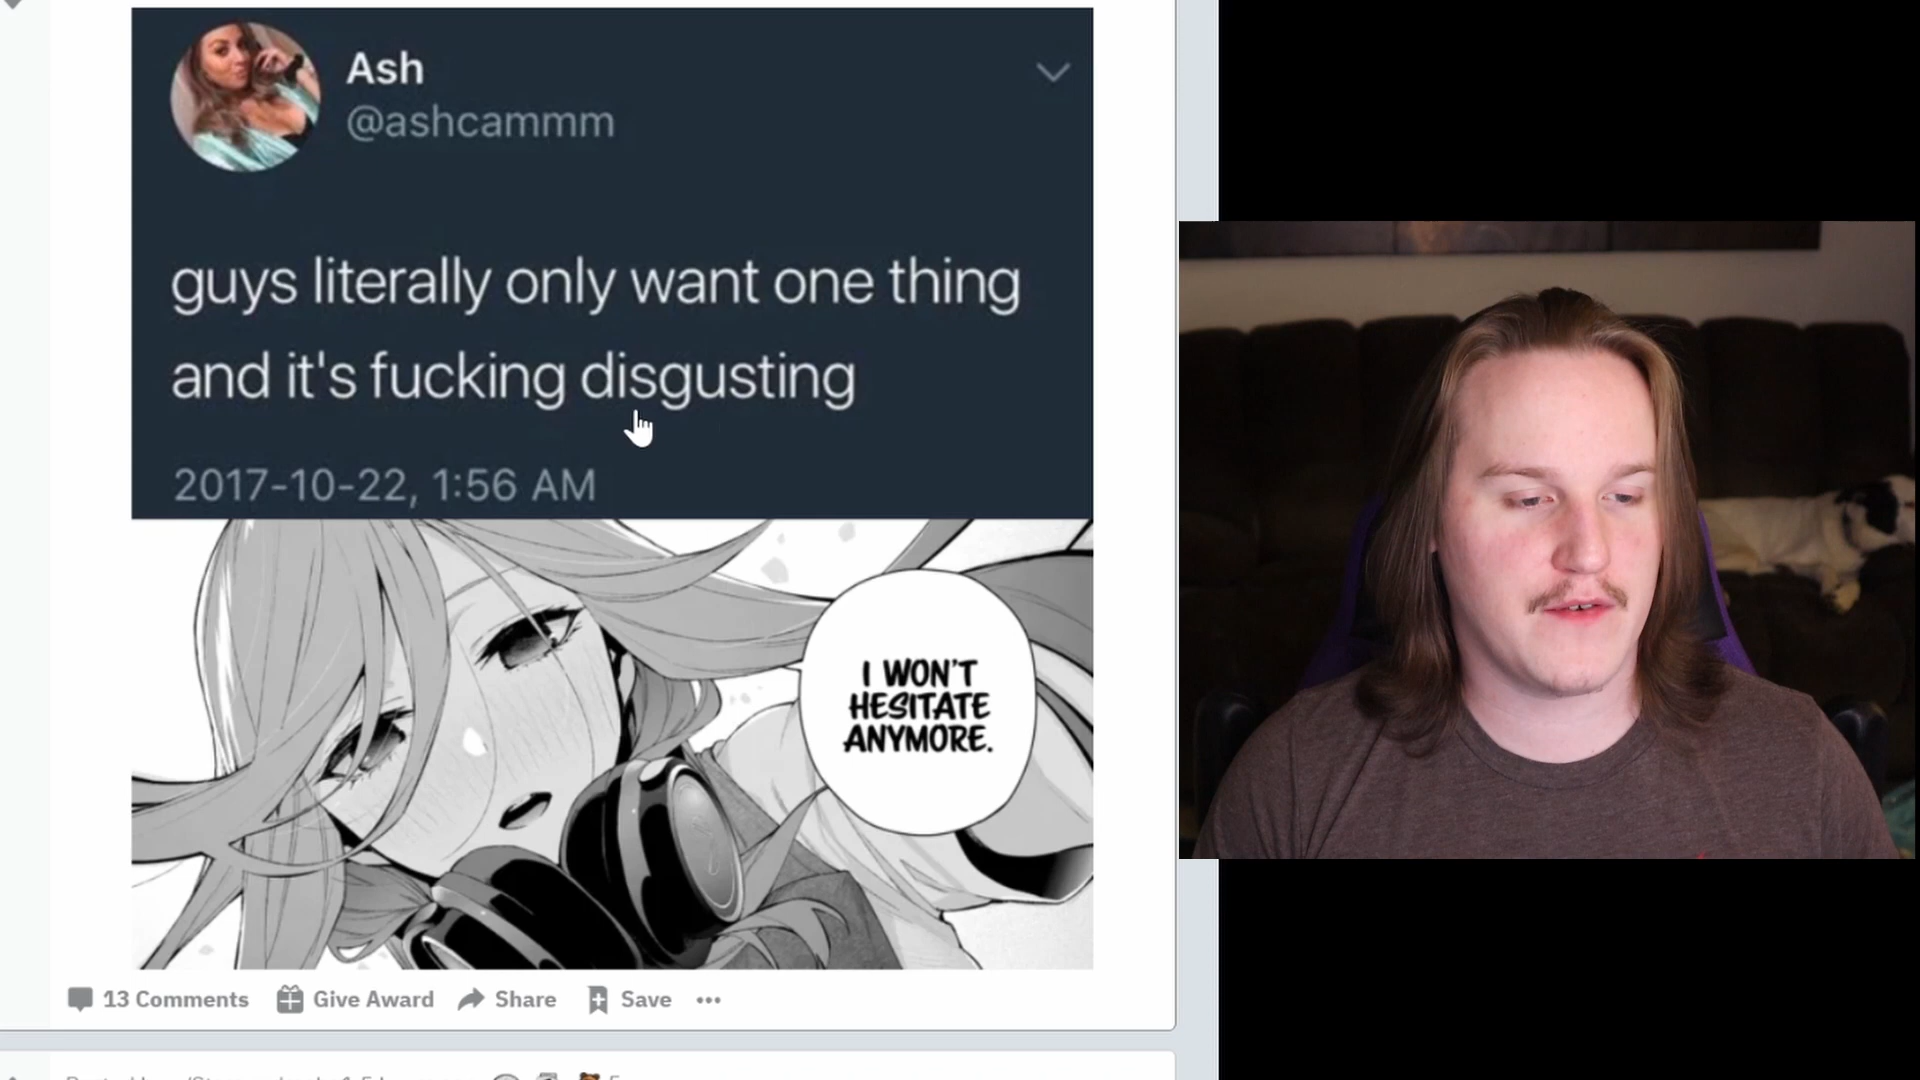 Ash
@ashcammm
guys literally only want one thing
and it's fucking disgusting
2017-10-22, 1:56 AM
I WON'T
HESITATE
ANYMORE.
13 Comments Give Award Share Save